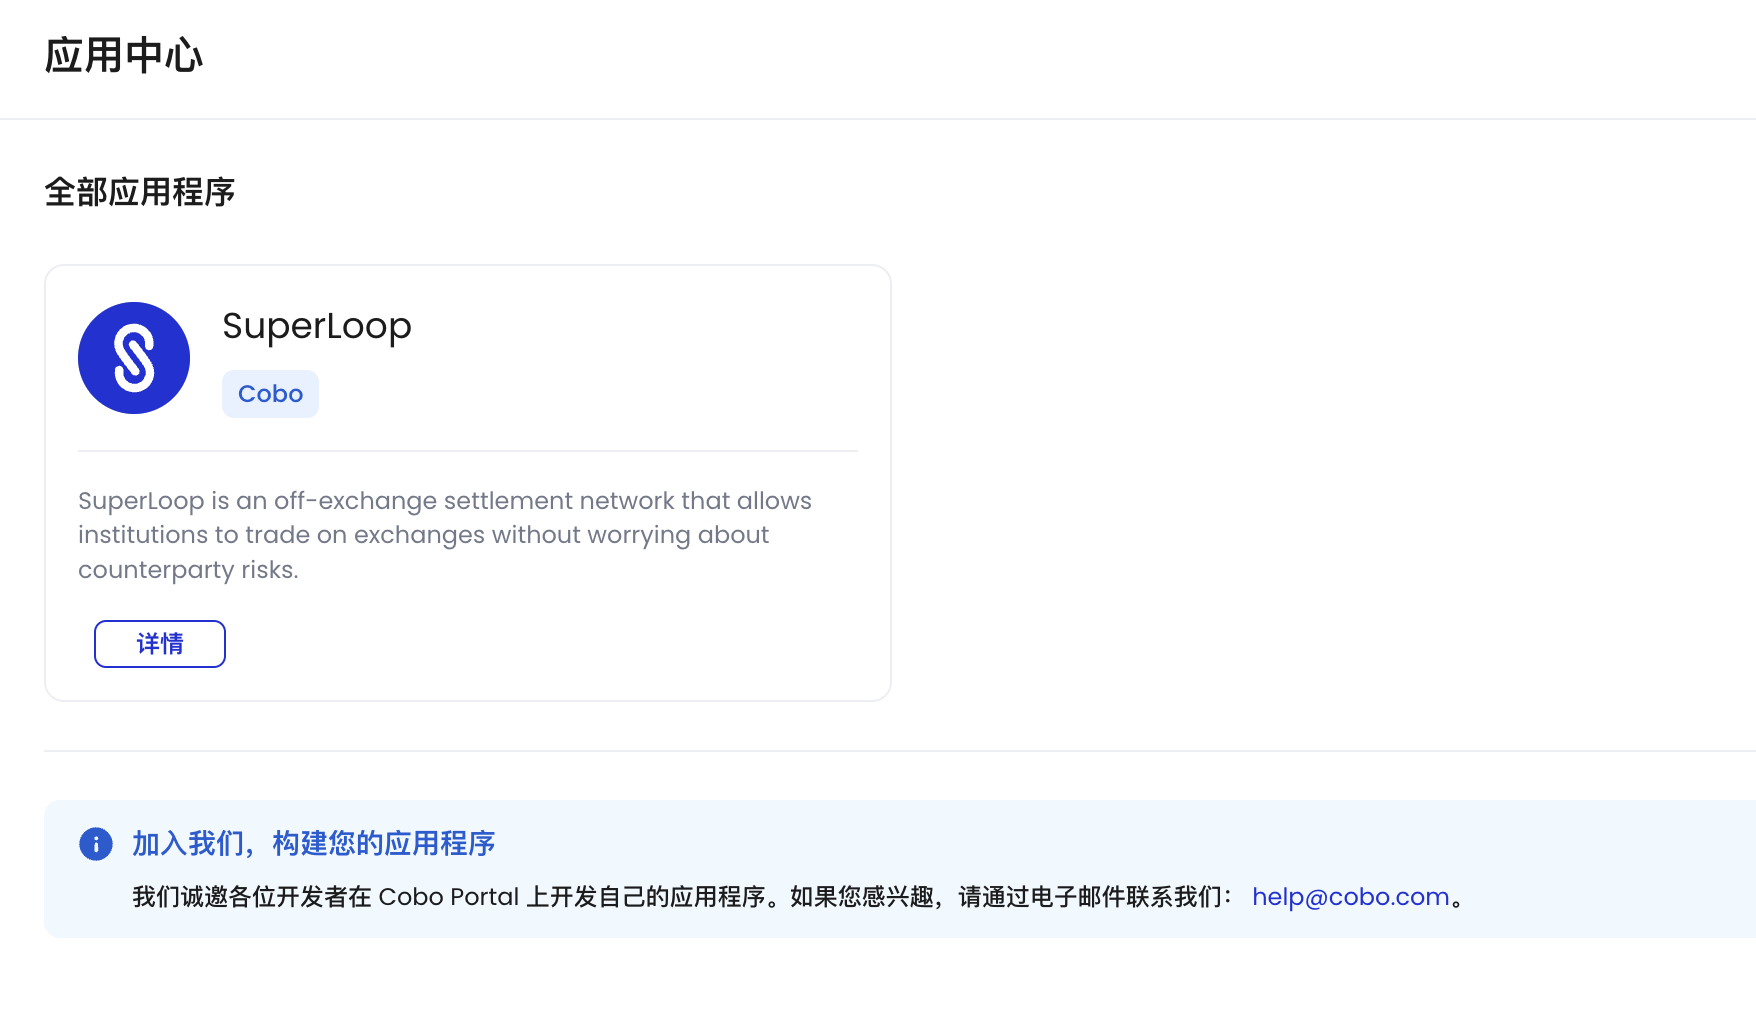 应用中心
全部应用程序
SuperLoop
Cobo
SuperLoop is an off-exchange settlement network that allows
institutions to trade on exchanges without worrying about
counterparty risks.
详情
加入我们，构建您的应用程序
我们诚邀各位开发者在 Cobo Portal 上开发自己的应用程序。如果您感兴趣，请通过电子邮件联系我们： help@cobo.com。